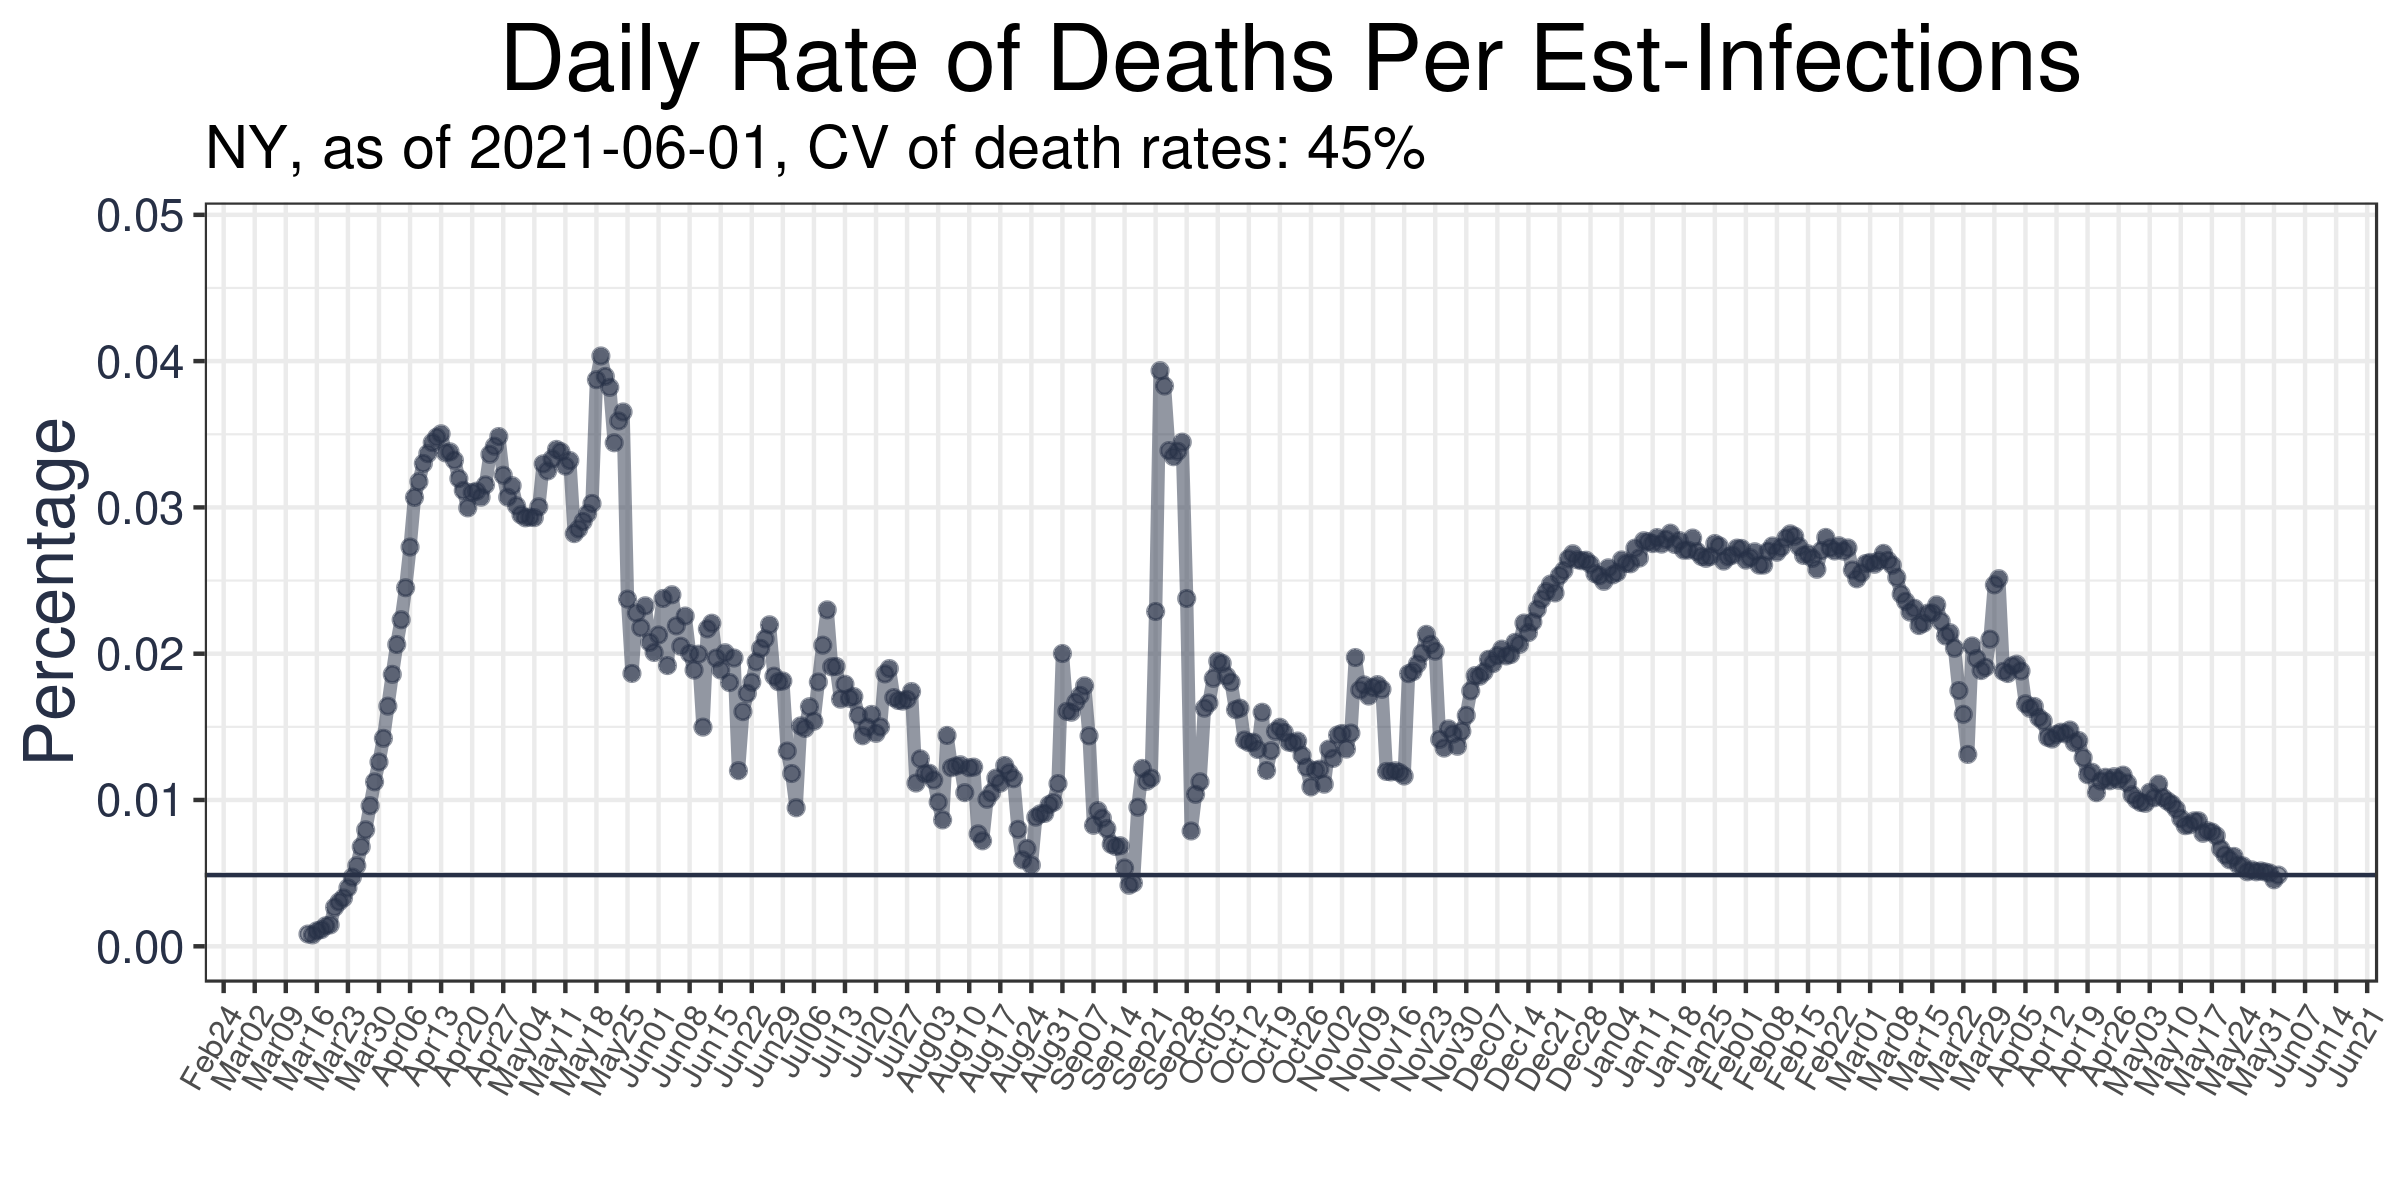 Daily Rate of Deaths Per Est-Infections
NY, as of 2021-06-01, CV of death rates: 45%
Percentage
0.05
0.04
0.03
0.02
0.01
0.00
Feb24
Mar02
Mar09
Mar16
Mar23
Mar30
Apr06
Apr13
Apr20
Apr27
May04
May11
May18
May25
Jun01
Jun08
Jun15
Jun22
Jun29
Jul06
Jul13
Jul20
Jul27
Aug03
Aug10
Aug17
Aug24
Aug31
Sep07
Sep14
Sep21
Sep28
Oct05
Oct12
Oct19
Oct26
Nov02
Nov09
Nov16
Nov23
Nov30
Dec07
Dec14
Dec21
Dec28
Jan04
Jan11
Jan18
Jan25
Feb01
Feb08
Feb15
Feb22
Mar01
Mar08
Mar15
Mar22
Mar29
Apr05
Apr12
Apr19
Apr26
May03
May10
May17
May24
May31
Jun07
Jun14
Jun21